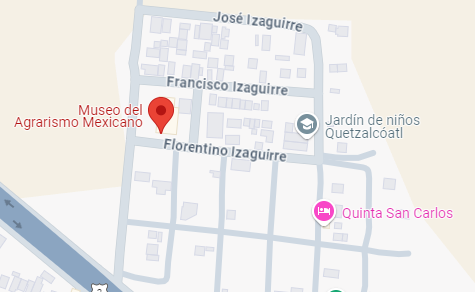 José Izaguirre
Francisco Izaguirre
Museo del
Agrarismo Mexicano
Jardín de niños
Quetzalcóatl
Florentino Izaguirre
Quinta San Carlos